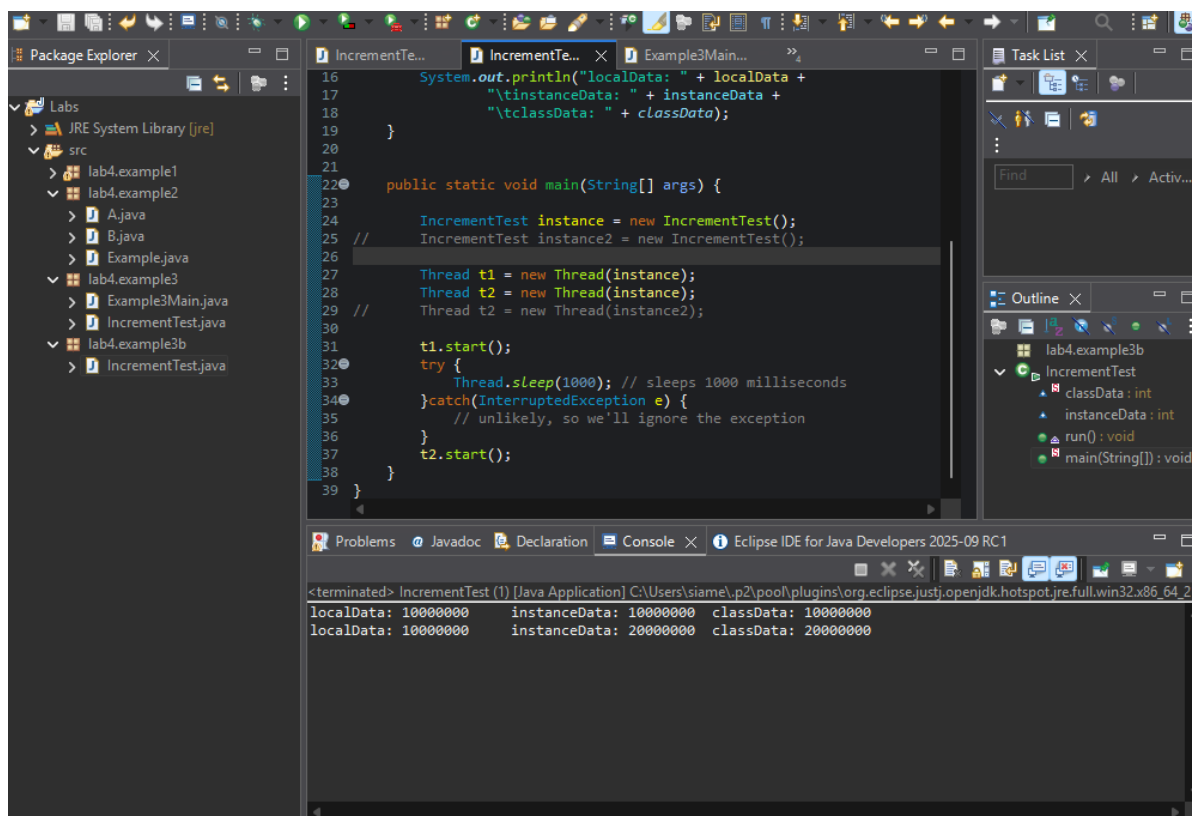 Package Explorer
Labs
JRE System Library [jre]
src
lab4.example1
lab4.example2
A.java
B.java
Example.java
lab4.example3
Example3Main.java
IncrementTest.java
lab4.example3b
IncrementTest.java
IncrementTe...
IncrementTe...
Example3Main...
»4
16 System.out.println("localData: " + localData +
17 "\tinstanceData: " + instanceData +
18 "\tclassData: " + classData);
19 }
20
21
22 public static void main(String[] args) {
23
24 IncrementTest instance = new IncrementTest();
25 // IncrementTest instance2 = new IncrementTest();
26
27 Thread t1 = new Thread(instance);
28 Thread t2 = new Thread(instance);
29 // Thread t2 = new Thread(instance2);
30
31 t1.start();
32 try {
33 Thread.sleep(1000); // sleeps 1000 milliseconds
34 }catch(InterruptedException e) {
35 // unlikely, so we'll ignore the exception
36 }
37 t2.start();
38 }
39 }
Task List
Find
All
Activ...
Outline
lab4.example3b
IncrementTest
classData : int
instanceData : int
run() : void
main(String[]) : void
Problems
Javadoc
Declaration
Console
Eclipse IDE for Java Developers 2025-09 RC1
<terminated> IncrementTest (1) [Java Application] C:\Users\siame\.p2\pool\plugins\org.eclipse.justj.openjdk.hotspot.jre.full.win32.x86_64_2
localData: 10000000 instanceData: 10000000 classData: 10000000
localData: 10000000 instanceData: 20000000 classData: 20000000